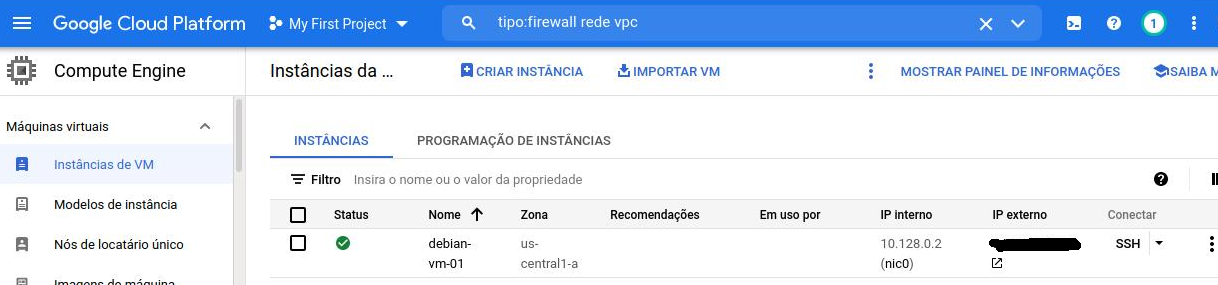 Google Cloud Platform My First Project tipo:firewall rede vpc 1
Compute Engine Instâncias da ... CRIAR INSTÂNCIA IMPORTAR VM MOSTRAR PAINEL DE INFORMAÇÕES SAIBA M
Máquinas virtuais
Instâncias de VM
Modelos de instância
Nós de locatário único
Imagens de máquina
INSTÂNCIAS PROGRAMAÇÃO DE INSTÂNCIAS
Filtro Insira o nome ou o valor da propriedade
Status Nome Zona Recomendações Em uso por IP interno IP externo Conectar
debian- us- 10.128.0.2 SSH
vm-01 central1-a (nic0)